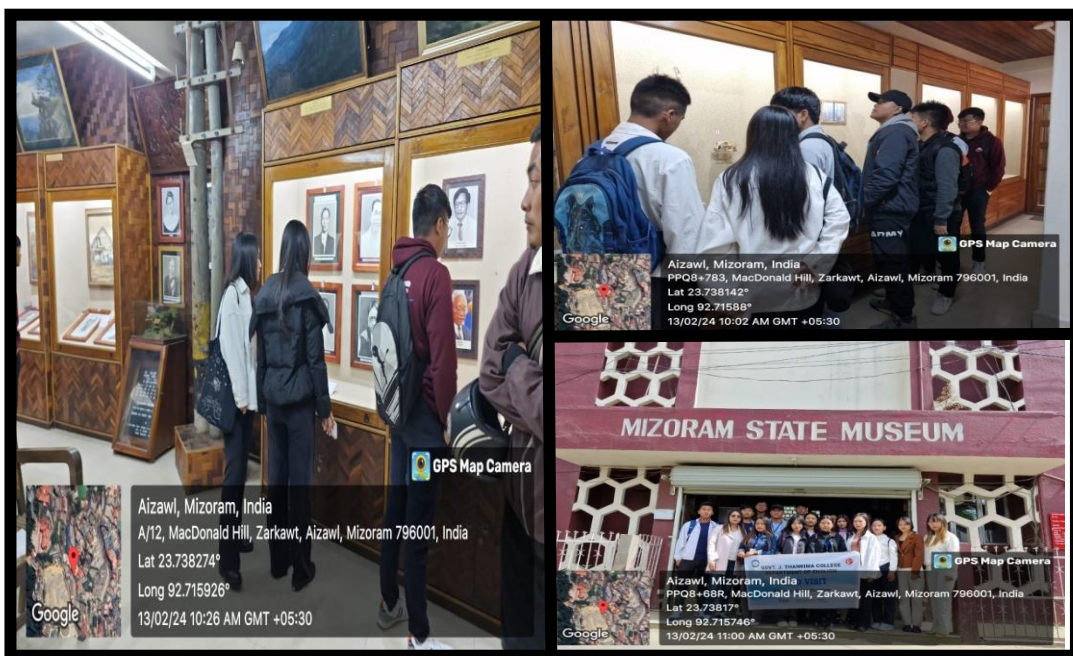 GPS Map Camera
Aizawl, Mizoram, India
A/12, MacDonald Hill, Zarkawt, Aizawl, Mizoram 796001, India
Lat 23.738274°
Long 92.715926°
13/02/24 10:26 AM GMT +05:30
Google
ARMY
GPS Map Camera
Aizawl, Mizoram, India
PPQ8+783, MacDonald Hill, Zarkawt, Aizawl, Mizoram 796001, India
Lat 23.738142°
Long 92.71588°
13/02/24 10:02 AM GMT +05:30
Google
MIZORAM STATE MUSEUM
GOVT. J. THANKIMA COLLEGE
VISIT
GPS Map Camera
Aizawl, Mizoram, India
PPQ8+68R, MacDonald Hill, Zarkawt, Aizawl, Mizoram 796001, India
Lat 23.73817°
Long 92.715746°
13/02/24 11:00 AM GMT +05:30
Google